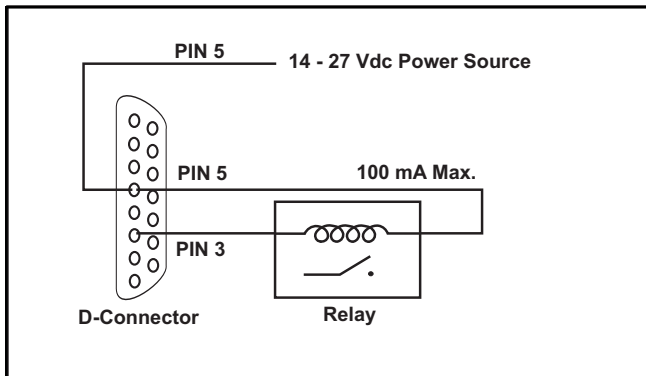 PIN 5
14 - 27 Vdc Power Source
PIN 5
100 mA Max.
PIN 3
D-Connector
Relay